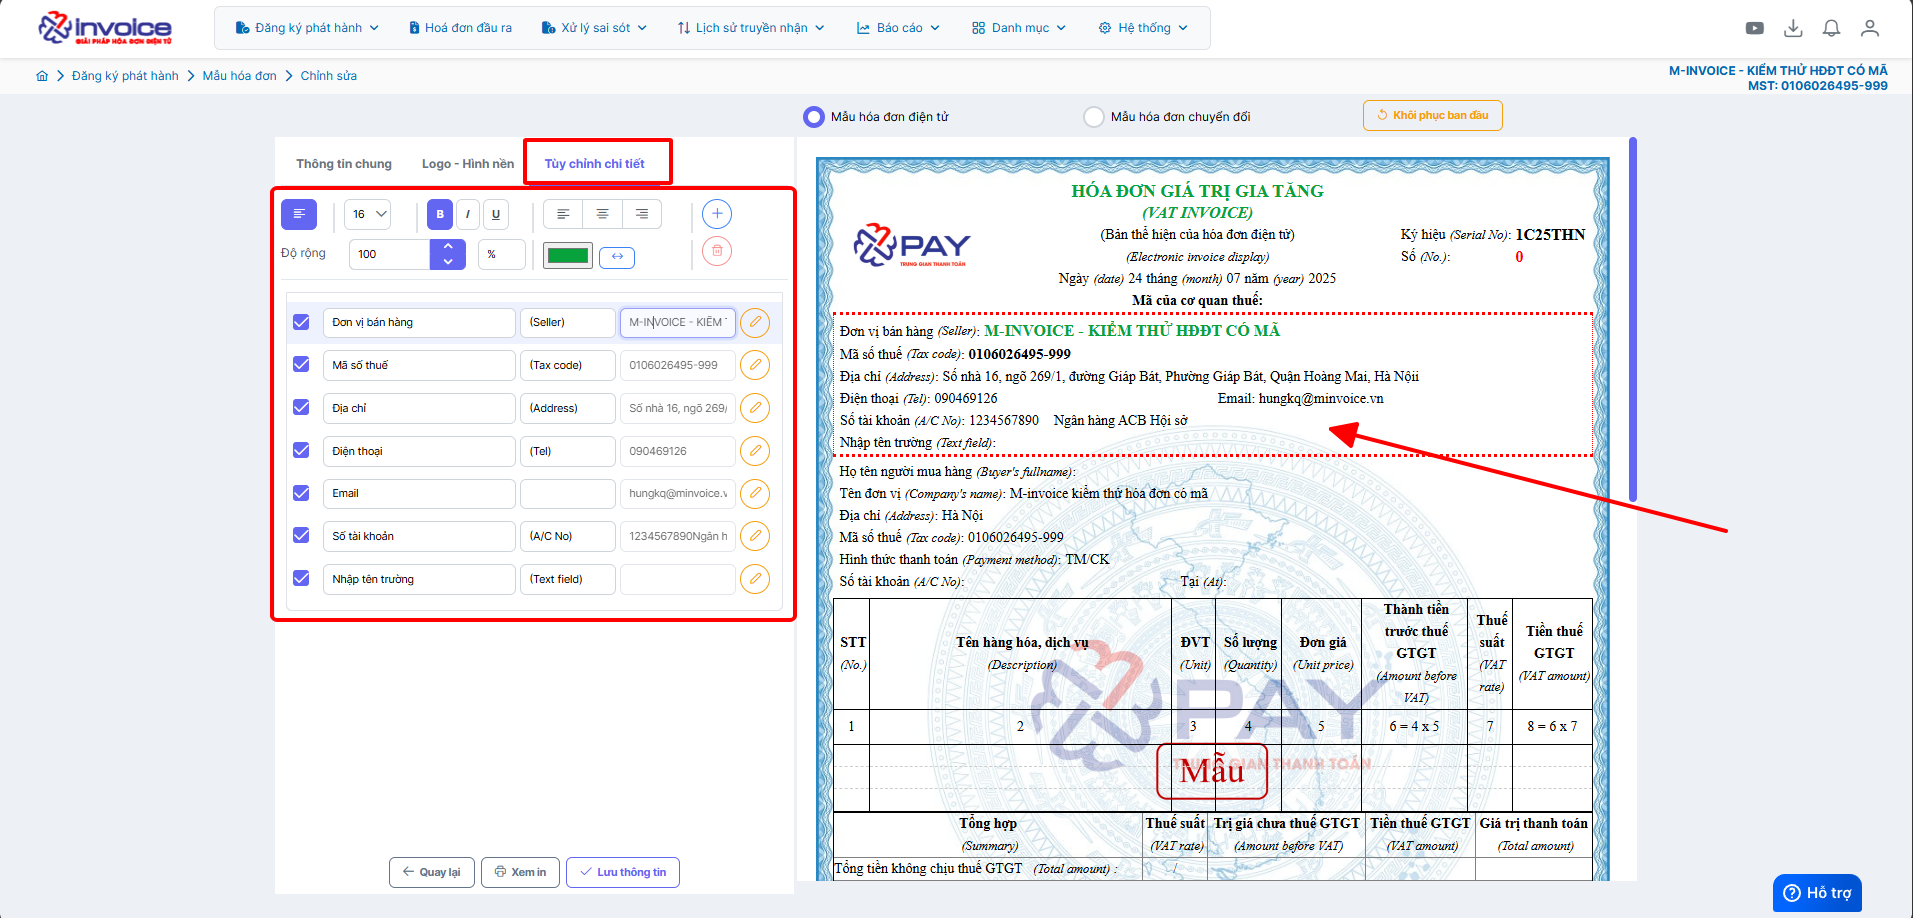 invoice
GIẢI PHÁP HÓA ĐƠN ĐIỆN TỬ
Đăng ký phát hành
Hoá đơn đầu ra
Xử lý sai sót
Lịch sử truyền nhận
Báo cáo
Danh mục
Hệ thống
Đăng ký phát hành
Mẫu hóa đơn
Chỉnh sửa
M-INVOICE - KIỂM THỬ HĐĐT CÓ MÃ
MST: 0106026495-999
Mẫu hóa đơn điện tử
Mẫu hóa đơn chuyển đổi
Khôi phục ban đầu
Thông tin chung
Logo - Hình nền
Tùy chỉnh chi tiết
16
B
I
U
Độ rộng
100
%
Đơn vị bán hàng
(Seller)
M-INVOICE - KIỂM
Mã số thuế
(Tax code)
0106026495-999
Địa chỉ
(Address)
Số nhà 16, ngõ 269/
Điện thoại
(Tel)
090469126
Email
hungkq@minvoice.v
Số tài khoản
(A/C No)
1234567890Ngân h
Nhập tên trường
(Text field)
Quay lại
Xem in
Lưu thông tin
PAY
TRUNG GIAN THANH TOÁN
HÓA ĐƠN GIÁ TRỊ GIA TĂNG
(VAT INVOICE)
(Bản thể hiện của hóa đơn điện tử)
(Electronic invoice display)
Ngày (date) 24 tháng (month) 07 năm (year) 2025
Mã của cơ quan thuế:
Ký hiệu (Serial No): 1C25THN
Số (No.): 0
Đơn vị bán hàng (Seller): M-INVOICE - KIỂM THỬ HĐĐT CÓ MÃ
Mã số thuế (Tax code): 0106026495-999
Địa chỉ (Address): Số nhà 16, ngõ 269/1, đường Giáp Bát, Phường Giáp Bát, Quận Hoàng Mai, Hà Nộii
Điện thoại (Tel): 090469126 Email: hungkq@minvoice.vn
Số tài khoản (A/C No): 1234567890 Ngân hàng ACB Hội sở
Nhập tên trường (Text field):
Họ tên người mua hàng (Buyer's fullname):
Tên đơn vị (Company's name): M-invoice kiểm thử hóa đơn có mã
Địa chỉ (Address): Hà Nội
Mã số thuế (Tax code): 0106026495-999
Hình thức thanh toán (Payment method): TM/CK
Số tài khoản (A/C No): Tại (At):
STT
(No.)
Tên hàng hóa, dịch vụ
(Description)
ĐVT
(Unit)
Số lượng
(Quantity)
Đơn giá
(Unit price)
Thành tiền
trước thuế
GTGT
(Amount before
VAT)
Thuế
suất
(VAT
rate)
Tiền thuế
GTGT
(VAT amount)
1
2
3
4
5
6 = 4 x 5
7
8 = 6 x 7
PAY
TRUNG GIAN THANH TOÁN
Mẫu
Tổng hợp
(Summary)
Thuế suất
(VAT rate)
Trị giá chưa thuế GTGT
(Amount before VAT)
Tiền thuế GTGT
(VAT amount)
Giá trị thanh toán
(Total amount)
Tổng tiền không chịu thuế GTGT (Total amount) :
/
Hỗ trợ